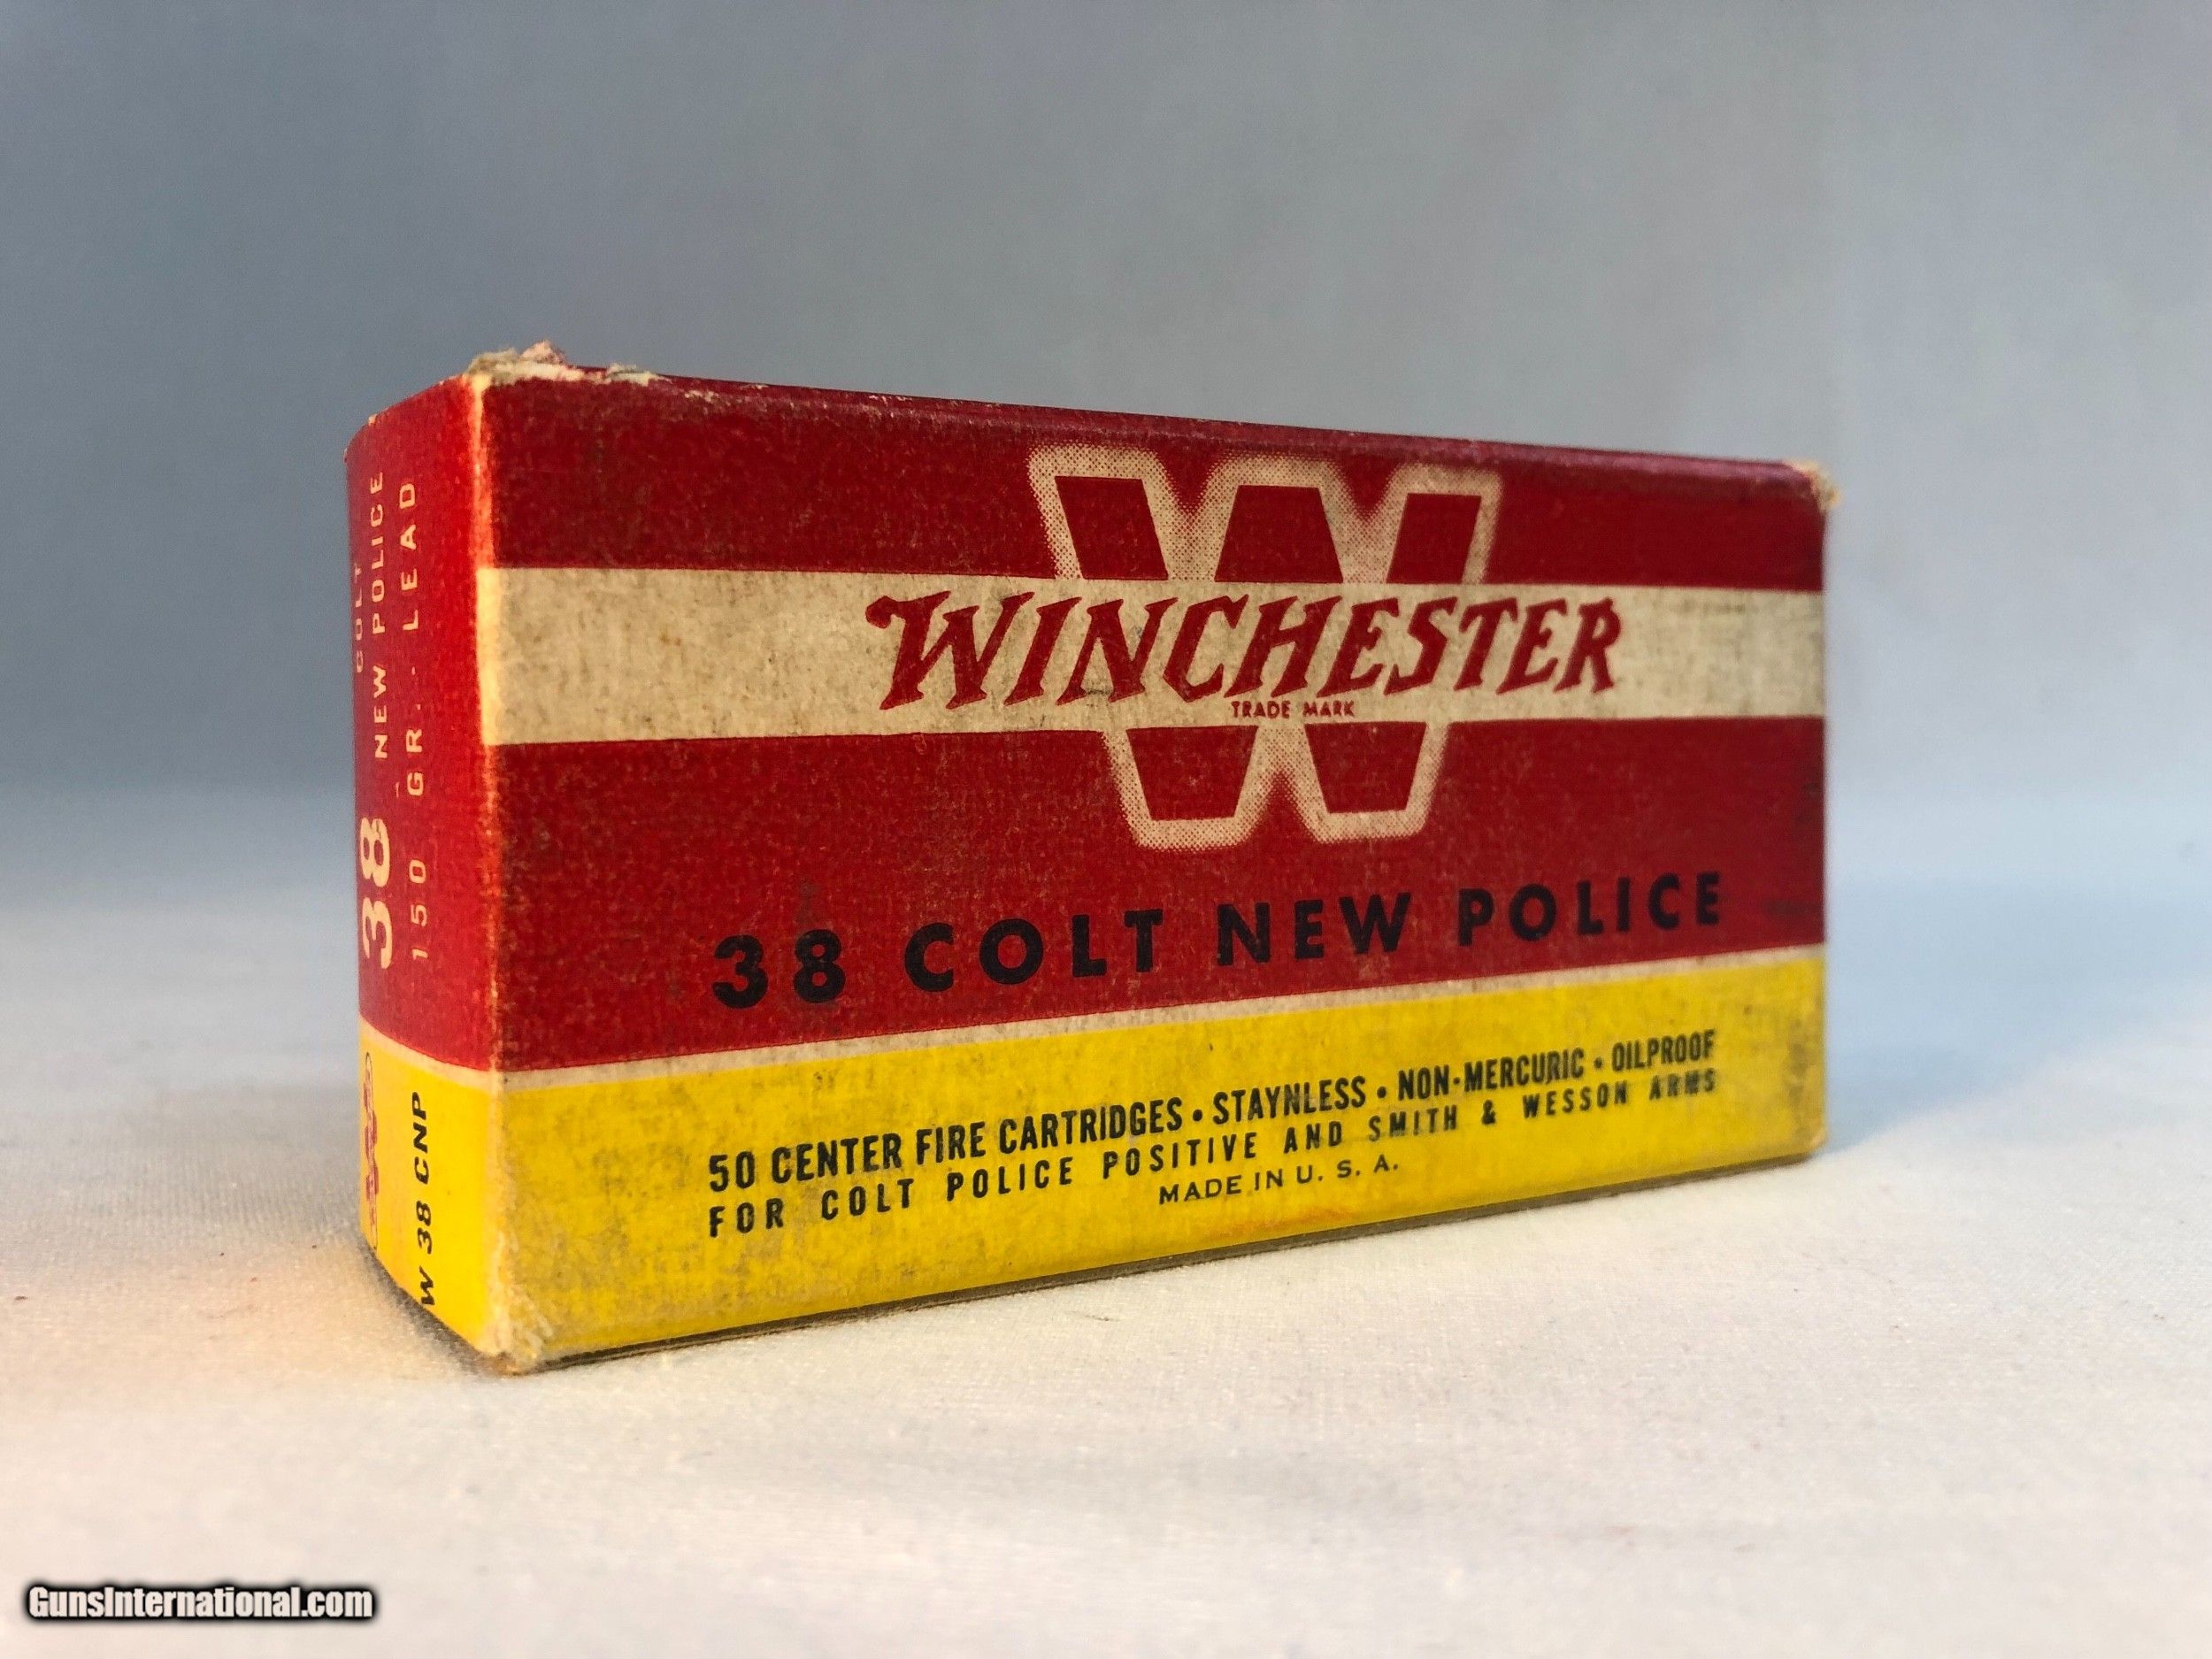 COLT
38 NEW POLICE
150 GR. - LEAD
W 38 CNP
W
WINCHESTER
TRADE MARK
38 COLT NEW POLICE
50 CENTER FIRE CARTRIDGES • STAYNLESS • NON-MERCURIC • OILPROOF
FOR COLT POLICE POSITIVE AND SMITH & WESSON ARMS
MADE IN U. S. A.
GunsInternational.com